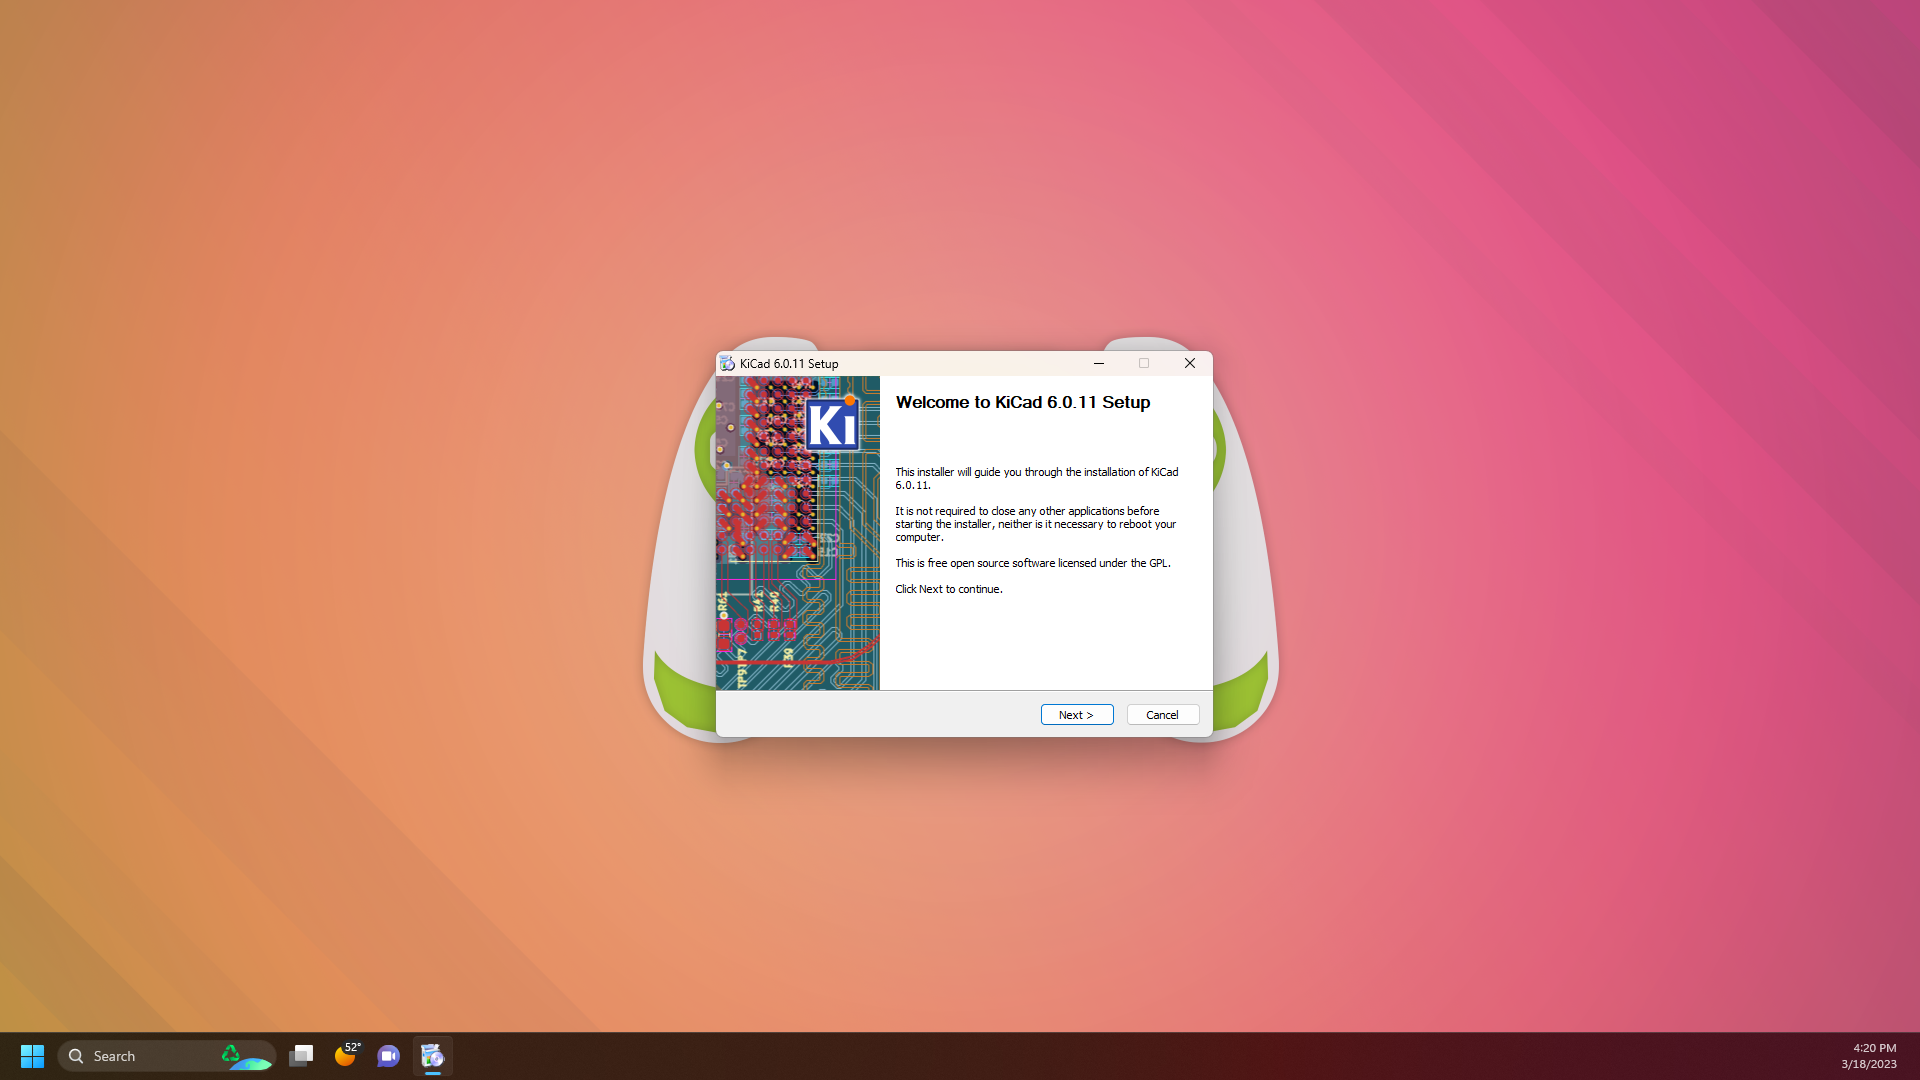 KiCad 6.0.11 Setup
Ki
Welcome to KiCad 6.0.11 Setup
This installer will guide you through the installation of KiCad
6.0.11.
It is not required to close any other applications before
starting the installer, neither is it necessary to reboot your
computer.
This is free open source software licensed under the GPL.
Click Next to continue.
R41
R40
Next >
Cancel
Search
52°
4:20 PM
3/18/2023